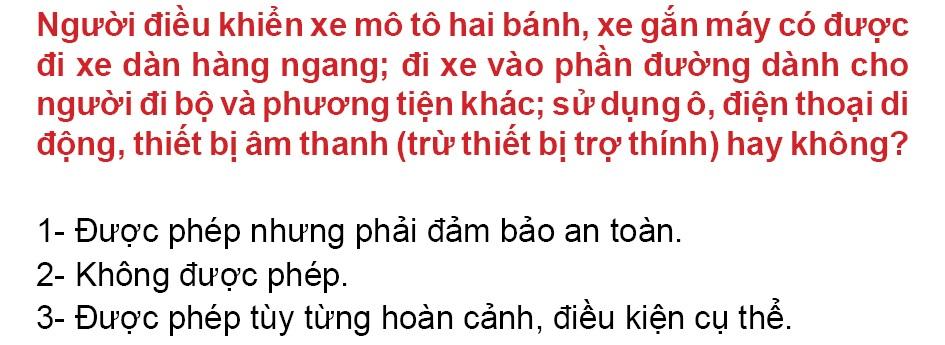 Người điều khiển xe mô tô hai bánh, xe gắn máy có được
đi xe dàn hàng ngang; đi xe vào phần đường dành cho
người đi bộ và phương tiện khác; sử dụng ô, điện thoại di
động, thiết bị âm thanh (trừ thiết bị trợ thính) hay không?
1- Được phép nhưng phải đảm bảo an toàn.
2- Không được phép.
3- Được phép tùy từng hoàn cảnh, điều kiện cụ thể.